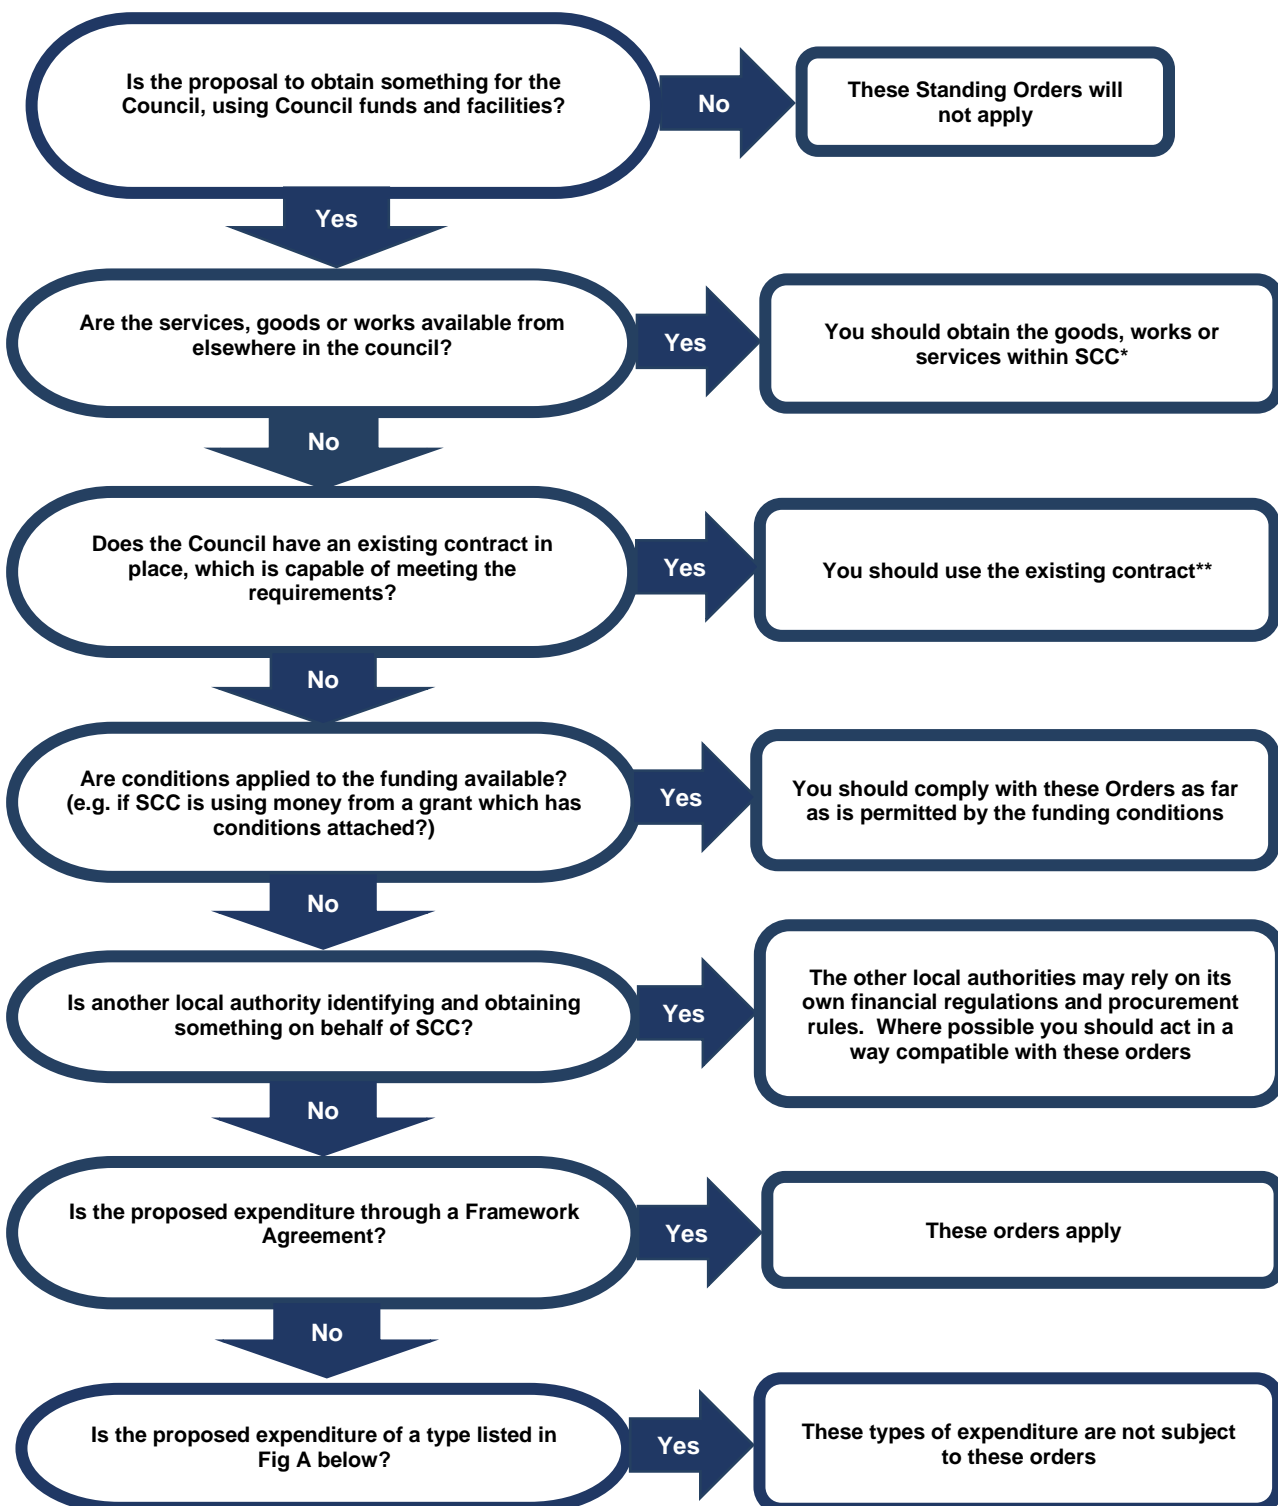 Is the proposal to obtain something for the
Council, using Council funds and facilities?
No
These Standing Orders will
not apply
Yes
Are the services, goods or works available from
elsewhere in the council?
Yes
You should obtain the goods, works or
services within SCC*
No
Does the Council have an existing contract in
place, which is capable of meeting the
requirements?
Yes
You should use the existing contract**
No
Are conditions applied to the funding available?
(e.g. if SCC is using money from a grant which has
conditions attached?)
Yes
You should comply with these Orders as far
as is permitted by the funding conditions
No
Is another local authority identifying and obtaining
something on behalf of SCC?
Yes
The other local authorities may rely on its
own financial regulations and procurement
rules.  Where possible you should act in a
way compatible with these orders
No
Is the proposed expenditure through a Framework
Agreement?
Yes
These orders apply
No
Is the proposed expenditure of a type listed in
Fig A below?
Yes
These types of expenditure are not subject
to these orders